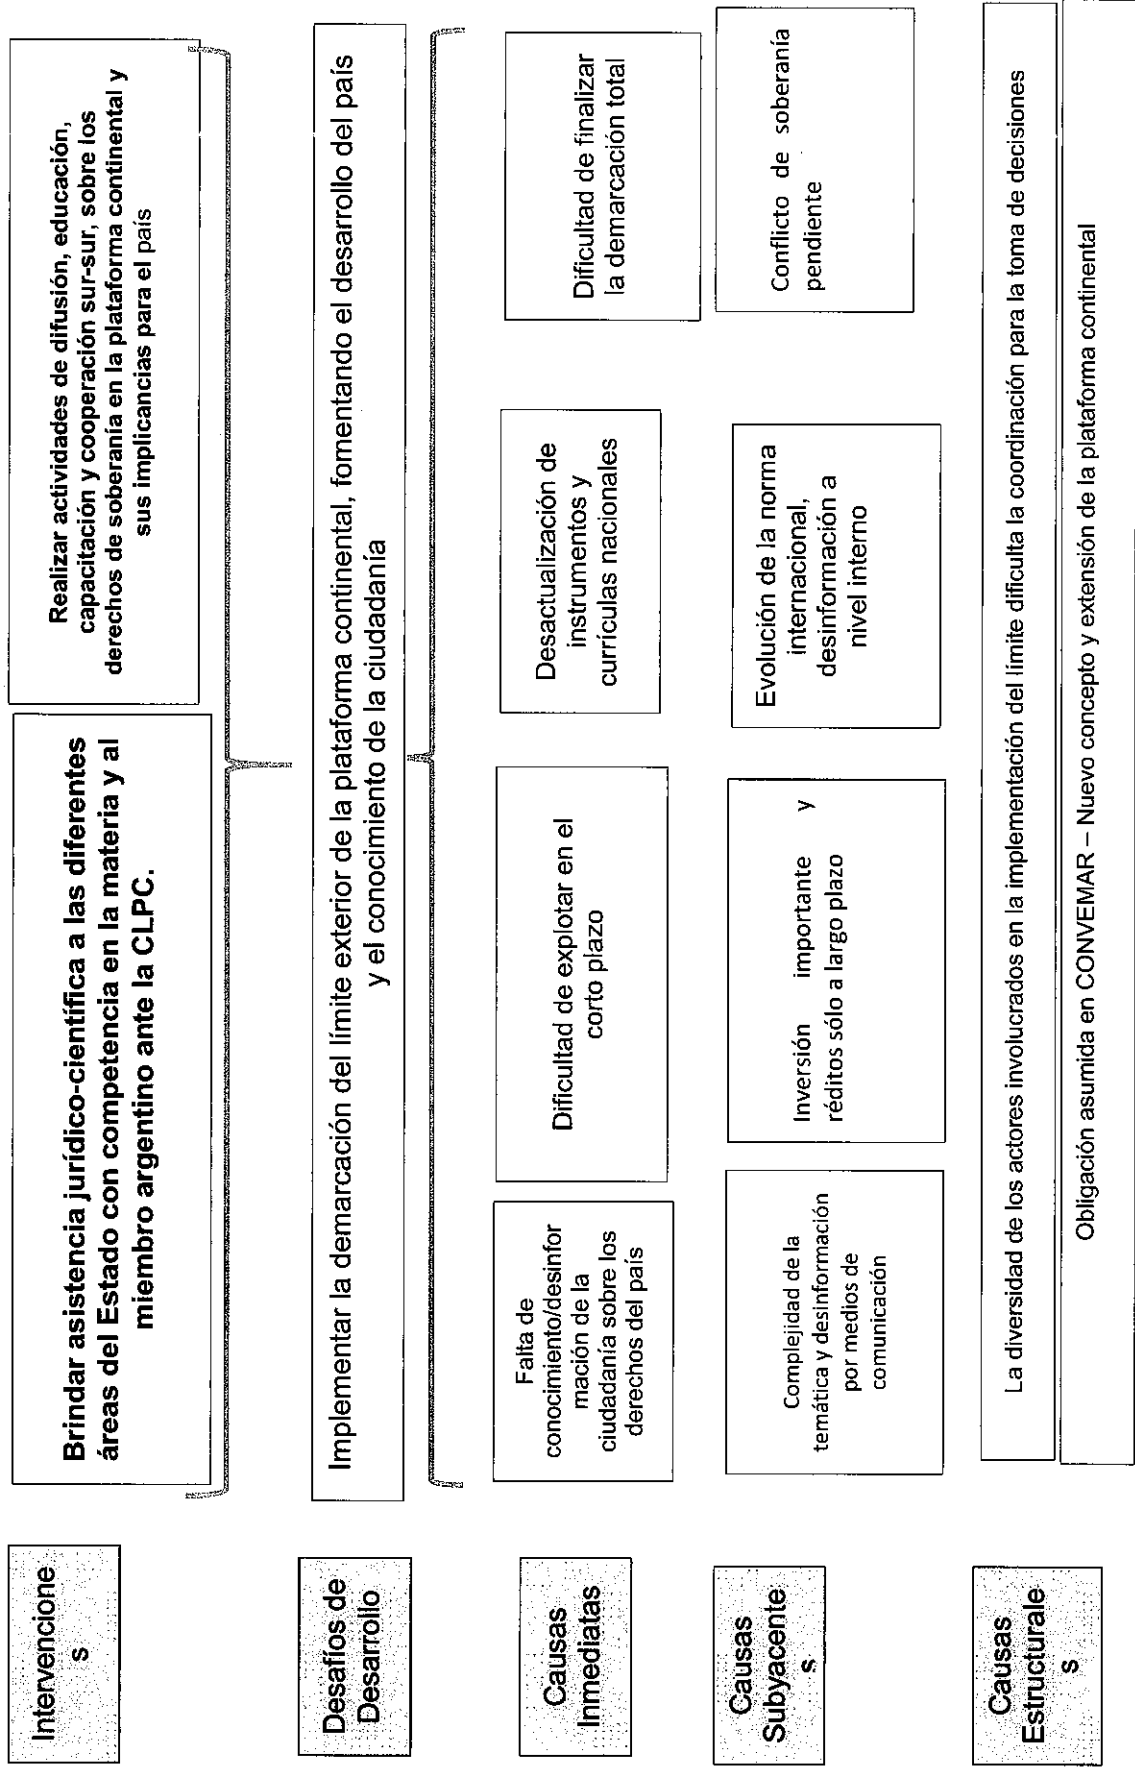 Intervencione
s
Brindar asistencia jurídico-científica a las diferentes
áreas del Estado con competencia en la materia y al
miembro argentino ante la CLPC.
Realizar actividades de difusión, educación,
capacitación y cooperación sur-sur, sobre los
derechos de soberanía en la plataforma continental y
sus implicancias para el país
Desafíos de
Desarrollo
Implementar la demarcación del límite exterior de la plataforma continental, fomentando el desarrollo del país
y el conocimiento de la ciudadanía
Causas
Inmediatas
Falta de
conocimiento/desinfor
mación de la
ciudadanía sobre los
derechos del país
Dificultad de explotar en el
corto plazo
Desactualización de
instrumentos y
currículas nacionales
Dificultad de finalizar
la demarcación total
Causas
Subyacente
s
Complejidad de la
temática y desinformación
por medios de
comunicación
Inversión importante y
réditos sólo a largo plazo
Evolución de la norma
internacional,
desinformación a
nivel interno
Conflicto de soberanía
pendiente
Causas
Estructurale
s
La diversidad de los actores involucrados en la implementación del límite dificulta la coordinación para la toma de decisiones
Obligación asumida en CONVEMAR – Nuevo concepto y extensión de la plataforma continental